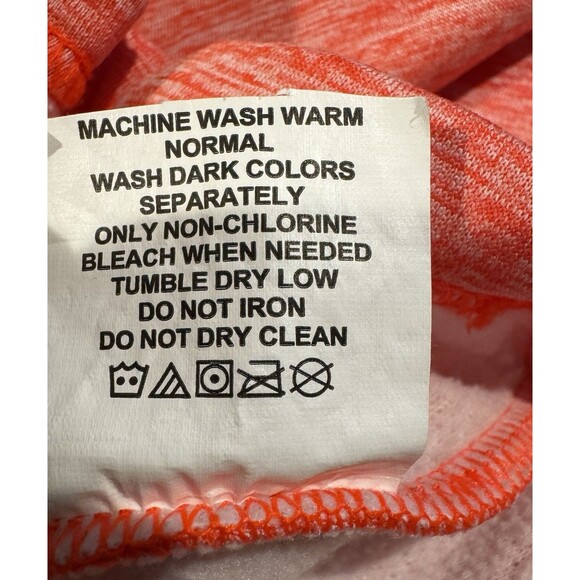 MACHINE WASH WARM
NORMAL
WASH DARK COLORS
SEPARATELY
ONLY NON-CHLORINE
BLEACH WHEN NEEDED
TUMBLE DRY LOW
DO NOT IRON
DO NOT DRY CLEAN